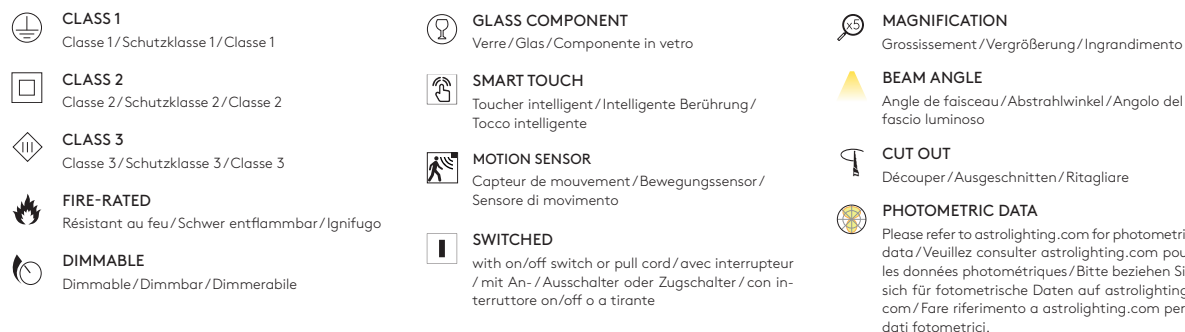 CLASS 1
Classe 1/Schutzklasse 1/Classe 1
CLASS 2
Classe 2/Schutzklasse 2/Classe 2
CLASS 3
Classe 3/Schutzklasse 3/Classe 3
FIRE-RATED
Résistant au feu/Schwer entflammbar/Ignifugo
DIMMABLE
Dimmable/Dimmbar/Dimmerabile
GLASS COMPONENT
Verre/Glas/Componente in vetro
SMART TOUCH
Toucher intelligent/Intelligente Berührung/
Tocco intelligente
MOTION SENSOR
Capteur de mouvement/Bewegungssensor/
Sensore di movimento
SWITCHED
with on/off switch or pull cord/avec interrupteur
/mit An-/Ausschalter oder Zugschalter/con in-
terruttore on/off o a tirante
x5
MAGNIFICATION
Grossissement/Vergrößerung/Ingrandimento
BEAM ANGLE
Angle de faisceau/Abstrahlwinkel/Angolo del
fascio luminoso
CUT OUT
Découper/Ausgeschnitten/Ritagliare
PHOTOMETRIC DATA
Please refer to astrolighting.com for photometri
data/Veuillez consulter astrolighting.com pou
les données photométriques/Bitte beziehen Si
sich für fotometrische Daten auf astrolighting
com/Fare riferimento a astrolighting.com per
dati fotometrici.